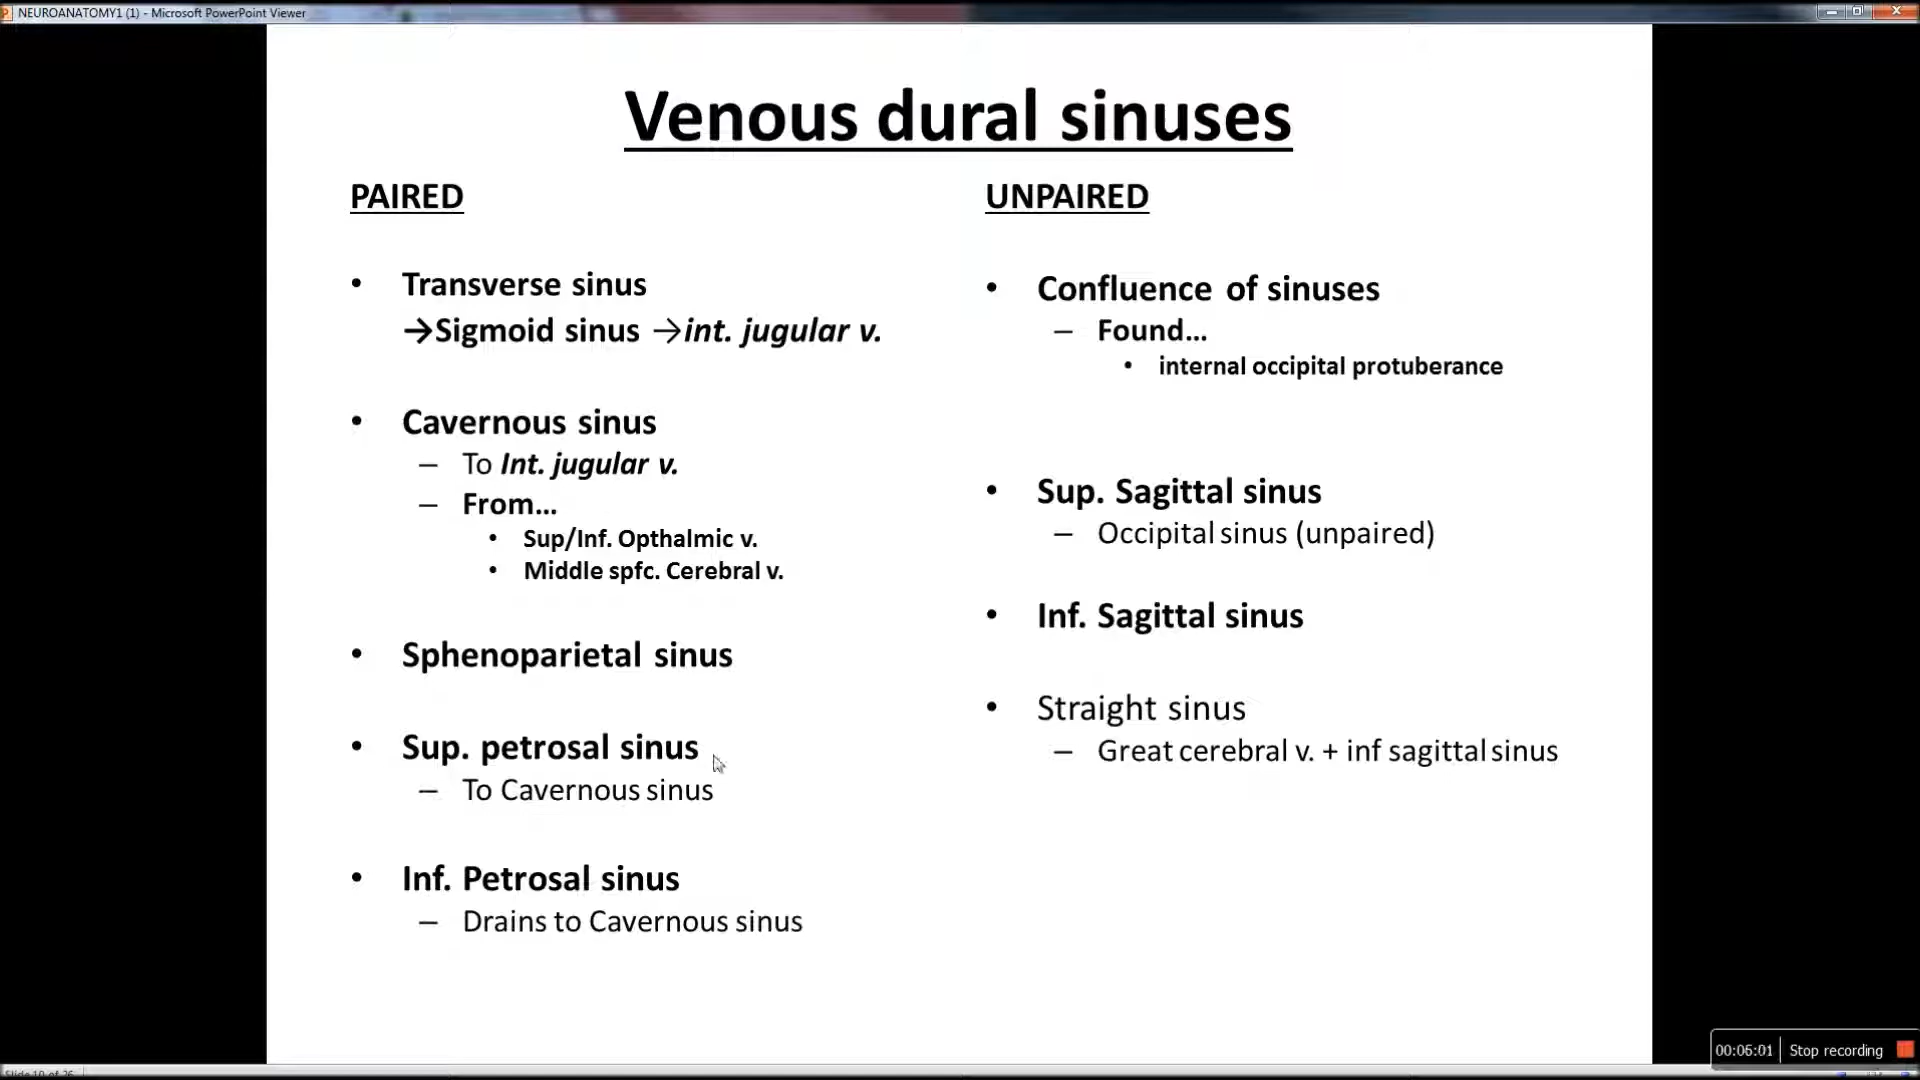 NEUROANATOMY1 (1) - Microsoft PowerPoint Viewer
Venous dural sinuses
PAIRED
• Transverse sinus
→Sigmoid sinus →int. jugular v.
• Cavernous sinus
– To Int. jugular v.
– From...
• Sup/Inf. Opthalmic v.
• Middle spfc. Cerebral v.
• Sphenoparietal sinus
• Sup. petrosal sinus
– To Cavernous sinus
• Inf. Petrosal sinus
– Drains to Cavernous sinus
UNPAIRED
• Confluence of sinuses
– Found...
• internal occipital protuberance
• Sup. Sagittal sinus
– Occipital sinus (unpaired)
• Inf. Sagittal sinus
• Straight sinus
– Great cerebral v. + inf sagittal sinus
00:05:01 Stop recording